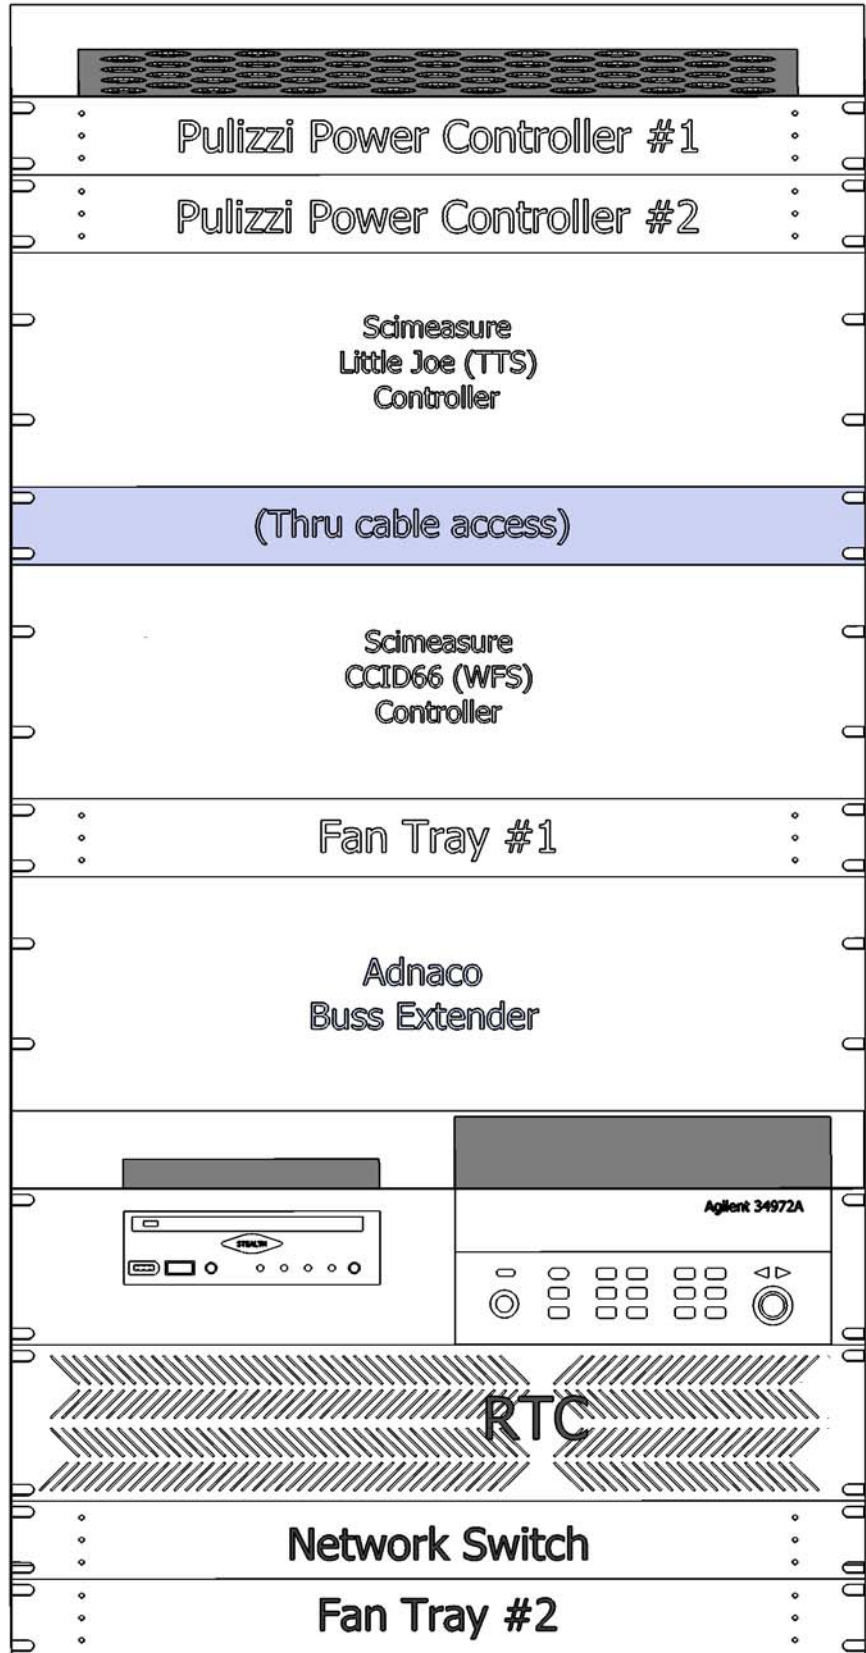 Pulizzi Power Controller #1
Pulizzi Power Controller #2
Scimeasure
Little Joe (TTS)
Controller
(Thru cable access)
Scimeasure
CCID66 (WFS)
Controller
Fan Tray #1
Adnaco
Buss Extender
Agilent 34972A
STEALTH
RTC
Network Switch
Fan Tray #2